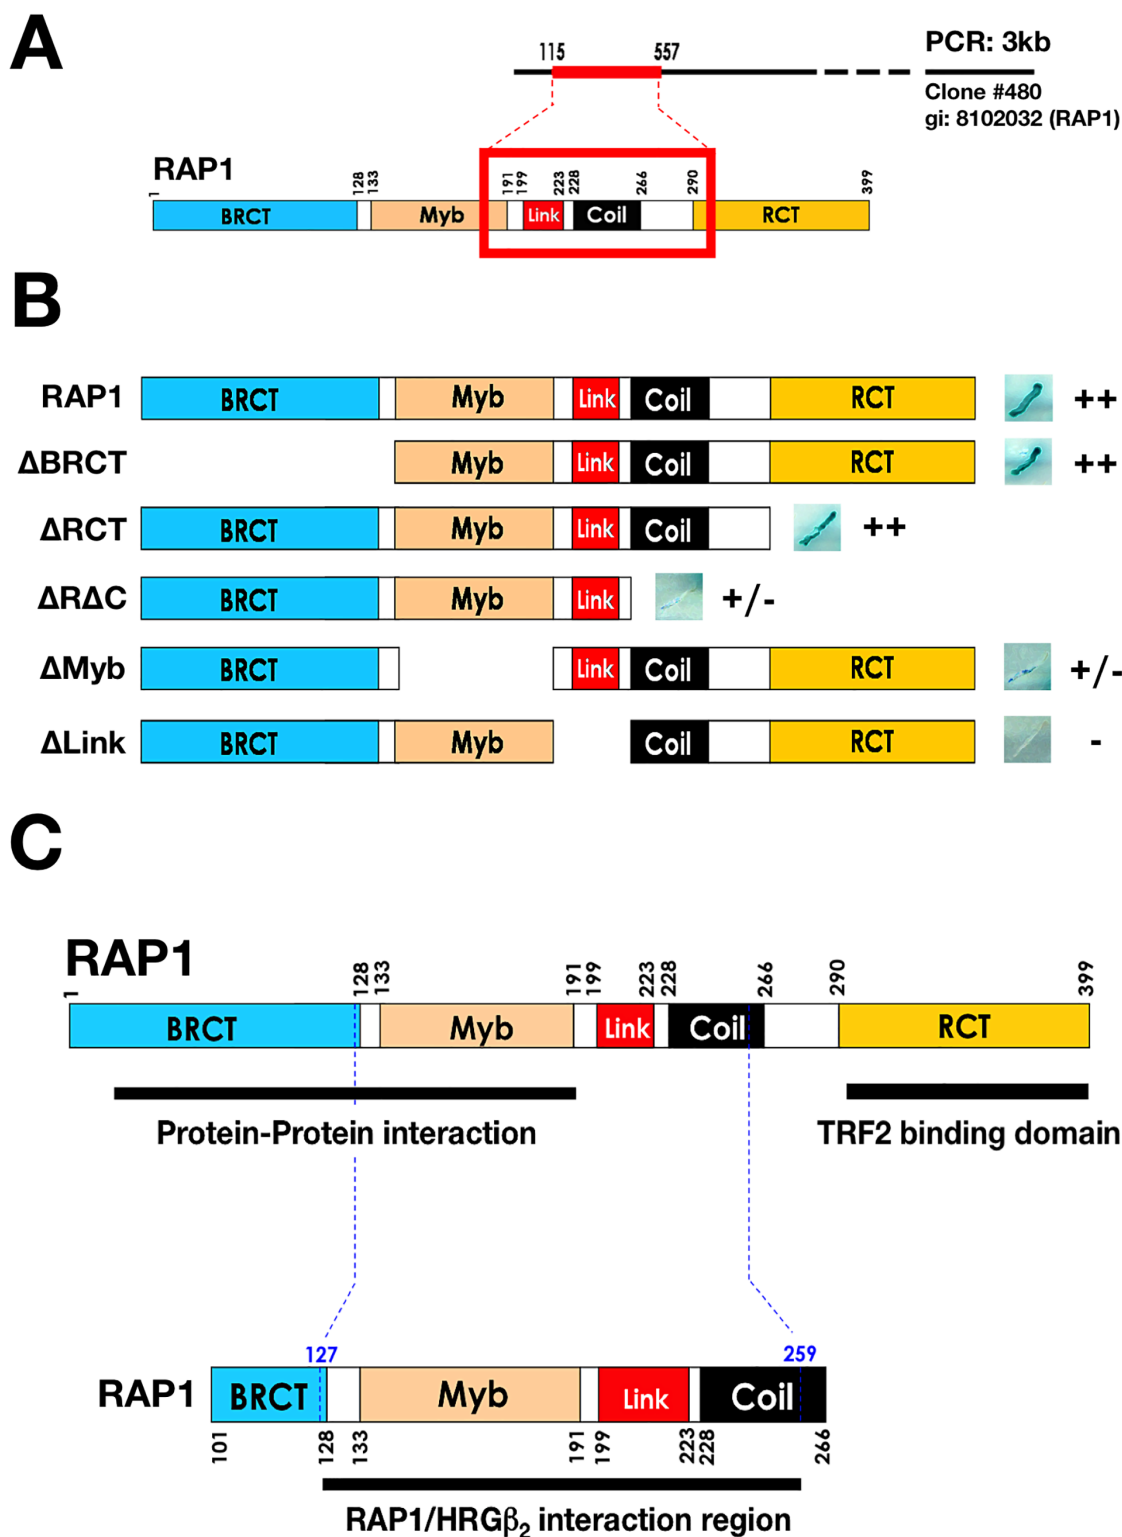 A
115 557 PCR: 3kb
Clone #480
gi: 8102032 (RAP1)
RAP1
1 128 133 191 199 223 228 266 290 399
BRCT Myb Link Coil RCT
B
RAP1 BRCT Myb Link Coil RCT ++
ΔBRCT Myb Link Coil RCT ++
ΔRCT BRCT Myb Link Coil ++
ΔRΔC BRCT Myb Link +/-
ΔMyb BRCT Link Coil RCT +/-
ΔLink BRCT Myb Coil RCT -
C
RAP1
1 128 133 191 199 223 228 266 290 399
BRCT Myb Link Coil RCT
Protein-Protein interaction TRF2 binding domain
127 259
RAP1 BRCT Myb Link Coil
101 128 133 191 199 223 228 266
RAP1/HRGβ₂ interaction region